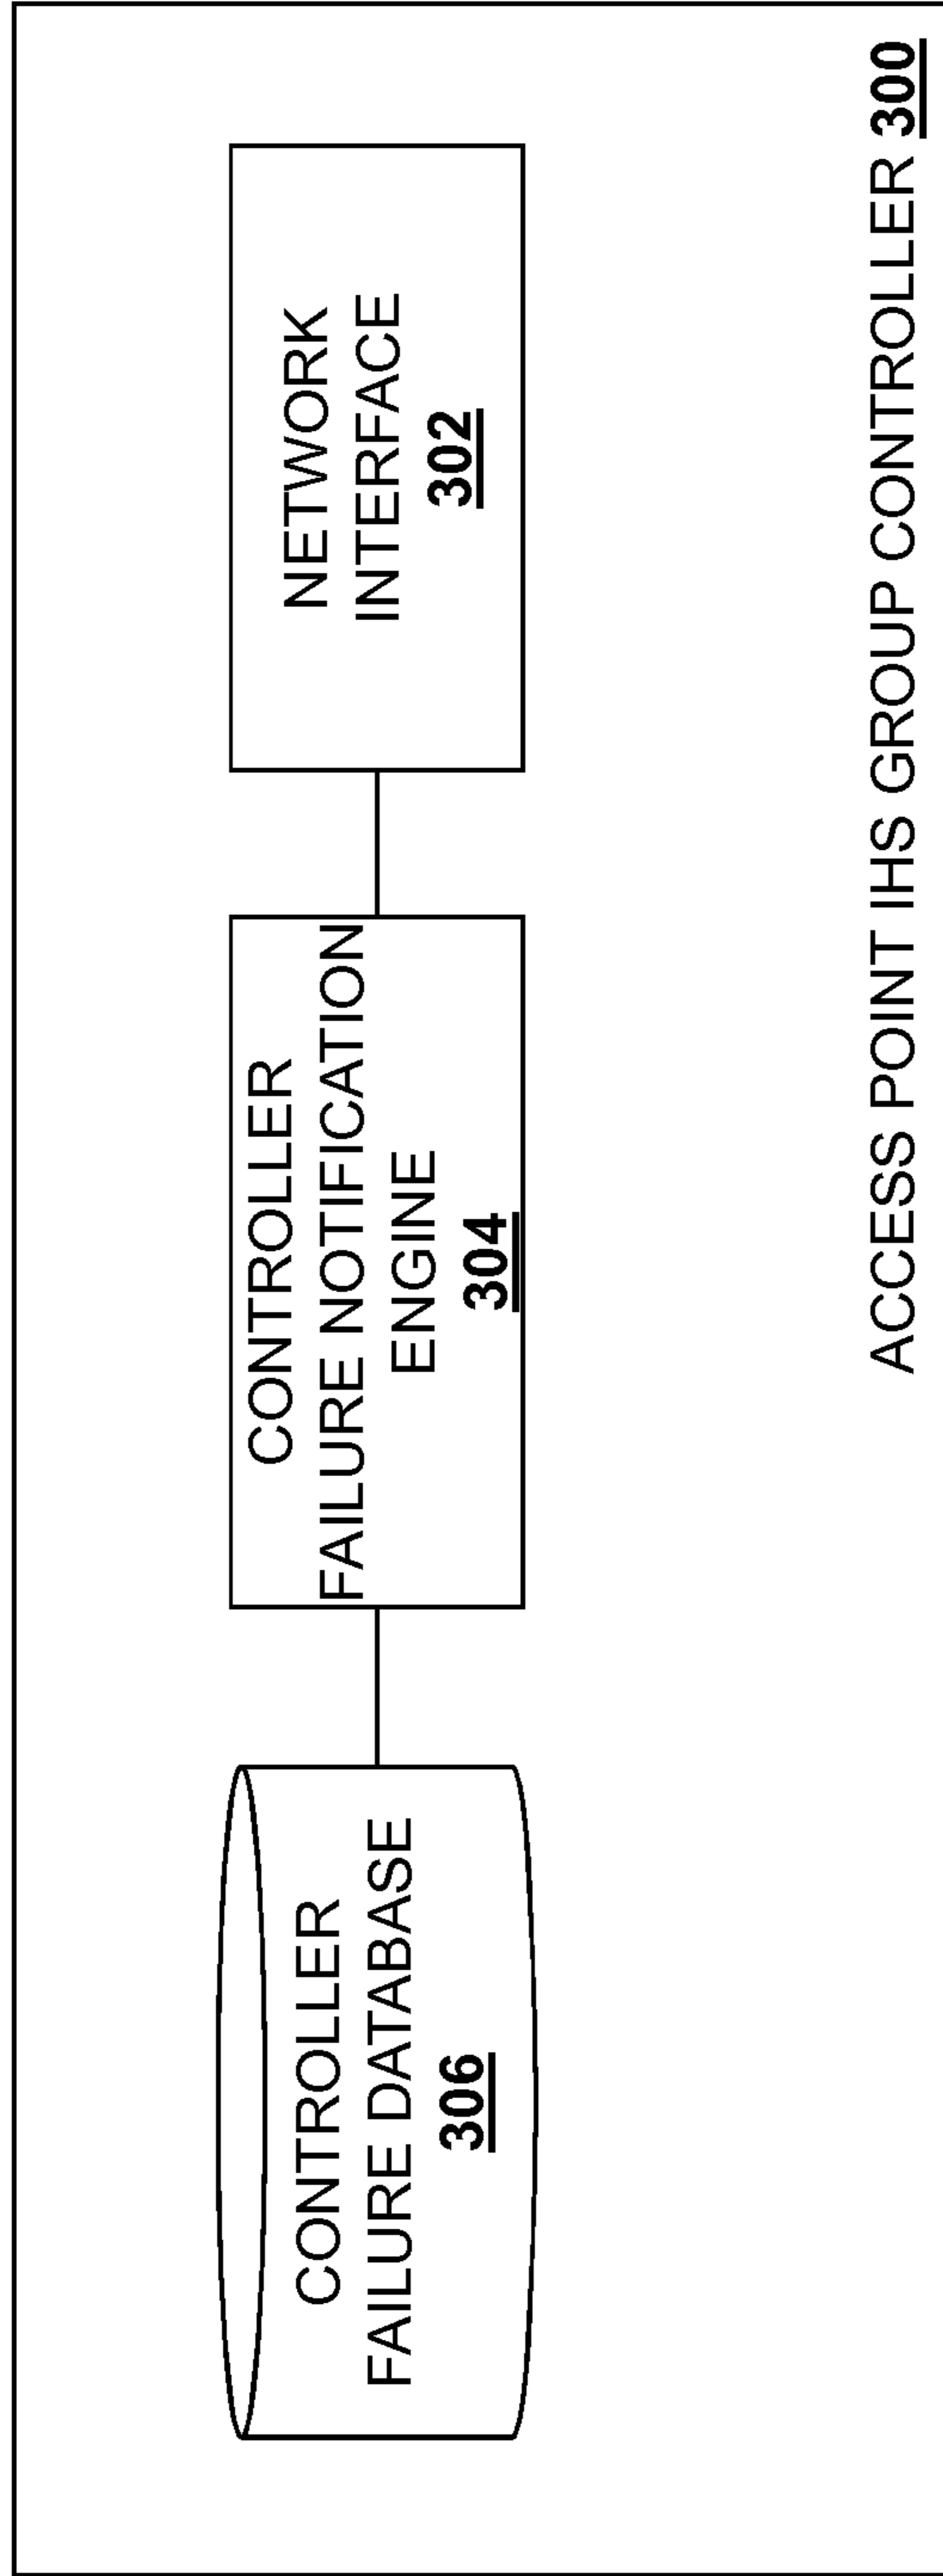 CONTROLLER
FAILURE DATABASE
306
CONTROLLER
FAILURE NOTIFICATION
ENGINE
304
NETWORK
INTERFACE
302
ACCESS POINT IHS GROUP CONTROLLER 300